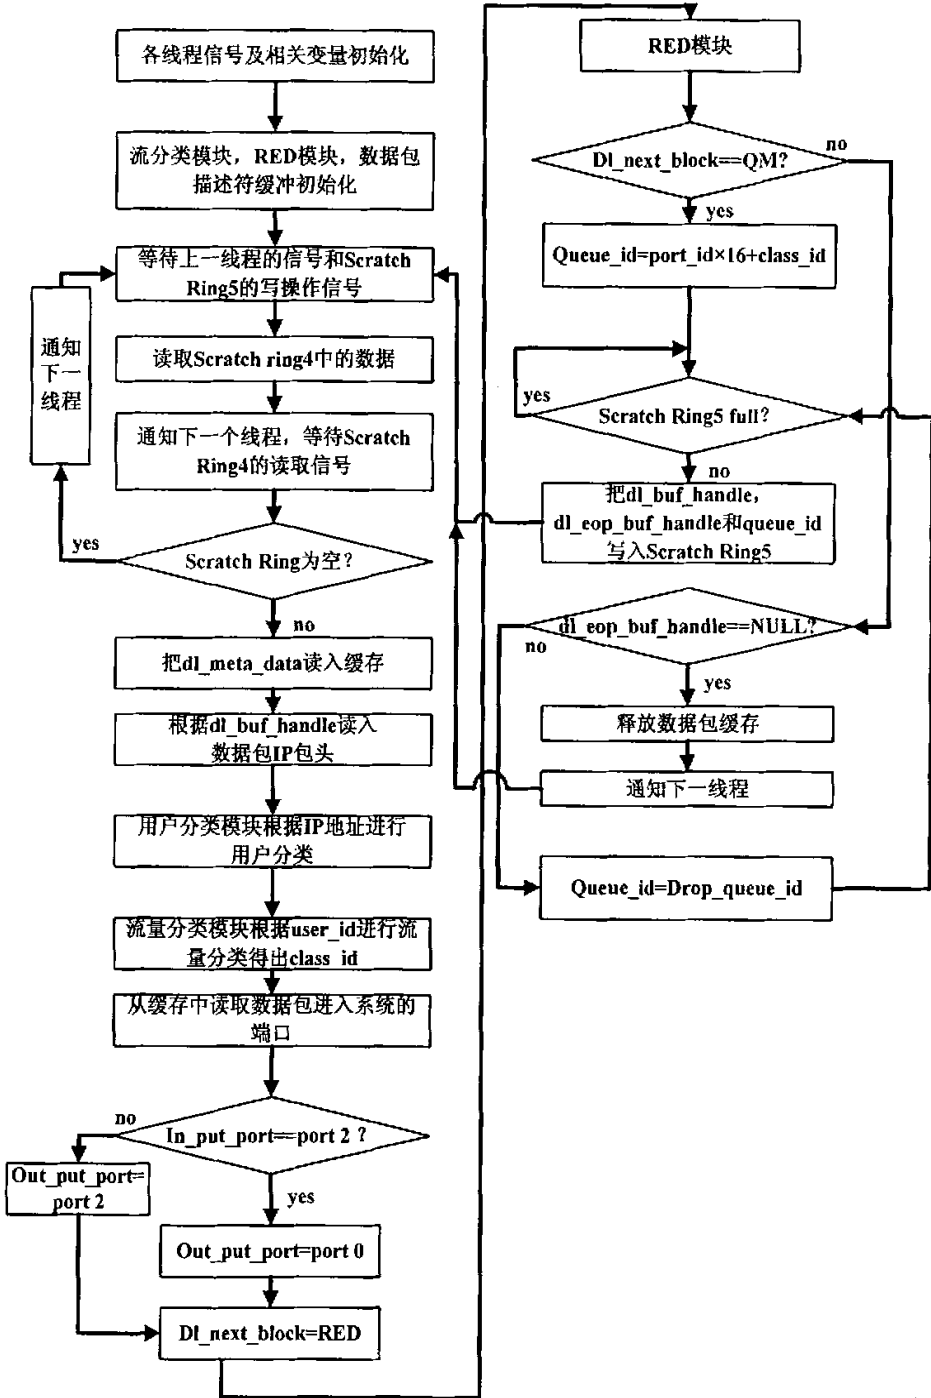 各线程信号及相关变量初始化
流分类模块，RED模块，数据包
描述符缓冲初始化
等待上一线程的信号和Scratch
Ring5的写操作信号
通知
下一
线程
读取Scratch ring4中的数据
通知下一个线程，等待Scratch
Ring4的读取信号
yes
Scratch Ring为空？
no
把dl_meta_data读入缓存
根据dl_buf_handle读入
数据包IP包头
用户分类模块根据IP地址进行
用户分类
流量分类模块根据user_id进行流
量分类得出class_id
从缓存中读取数据包进入系统的
端口
no
In_put_port==port 2？
Out_put_port=
port 2
yes
Out_put_port=port 0
Dl_next_block=RED
RED模块
no
Dl_next_block==QM?
yes
Queue_id=port_id×16+class_id
yes
Scratch Ring5 full?
no
把dl_buf_handle，
dl_eop_buf_handle和queue_id
写入Scratch Ring5
dl_eop_buf_handle==NULL?
no
yes
释放数据包缓存
通知下一线程
Queue_id=Drop_queue_id